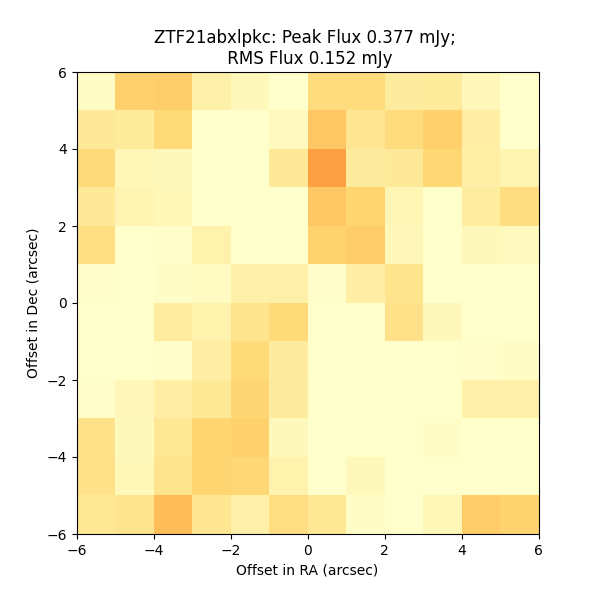 ZTF21abxlpkc: Peak Flux 0.377 mJy;
RMS Flux 0.152 mJy
6
4
2
0
−2
−4
−6
Offset in Dec (arcsec)
−6 −4 −2 0 2 4 6
Offset in RA (arcsec)